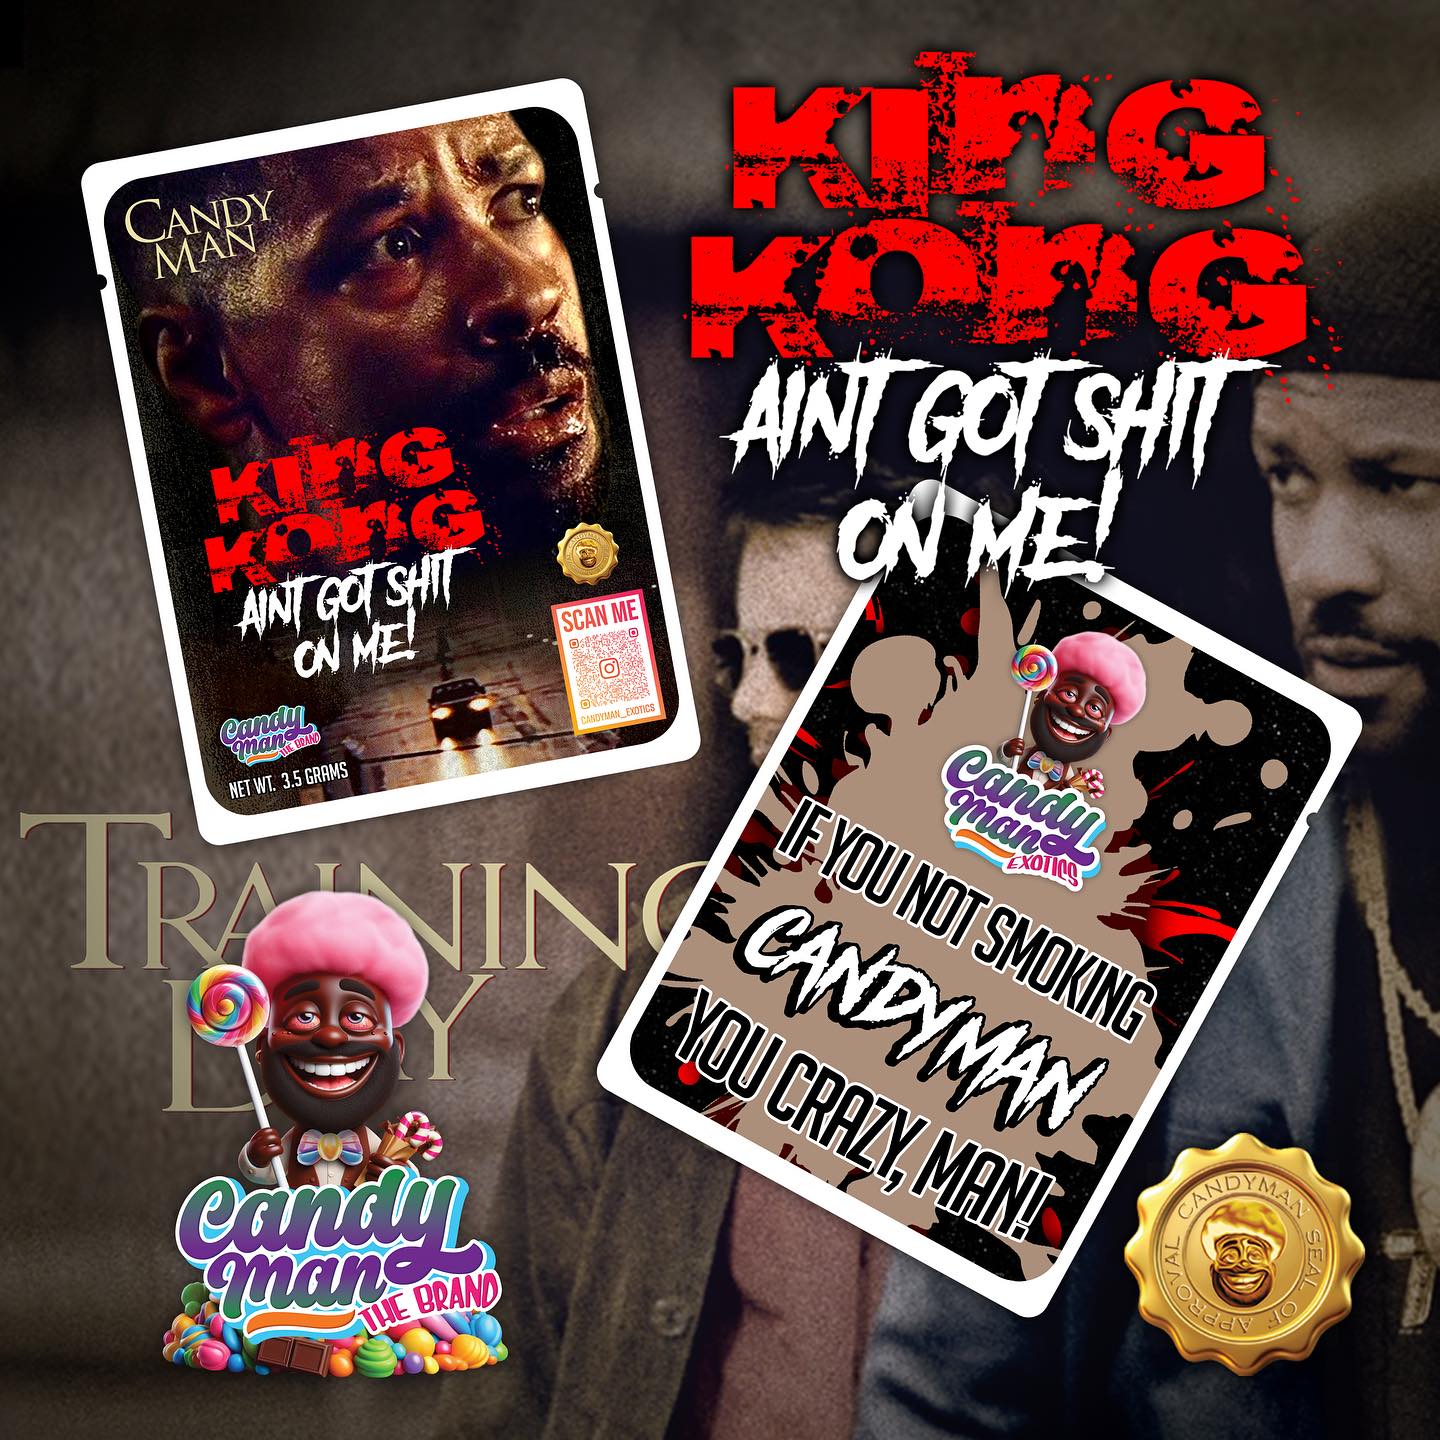 KING
KONG
AINT GOT SHIT
ON ME!
CANDY
MAN
KING
KONG
AINT GOT SHIT
ON ME!
SCAN ME
CANDYMAN_EXOTICS
Candy
man
THE BRAND
NET WT. 3.5 GRAMS
Candy
man
EXOTICS
IF YOU NOT SMOKING
CANDYMAN
YOU CRAZY, MAN!
TRAINING
DAY
Candy
man
THE BRAND
CANDYMAN SEAL OF APPROVAL